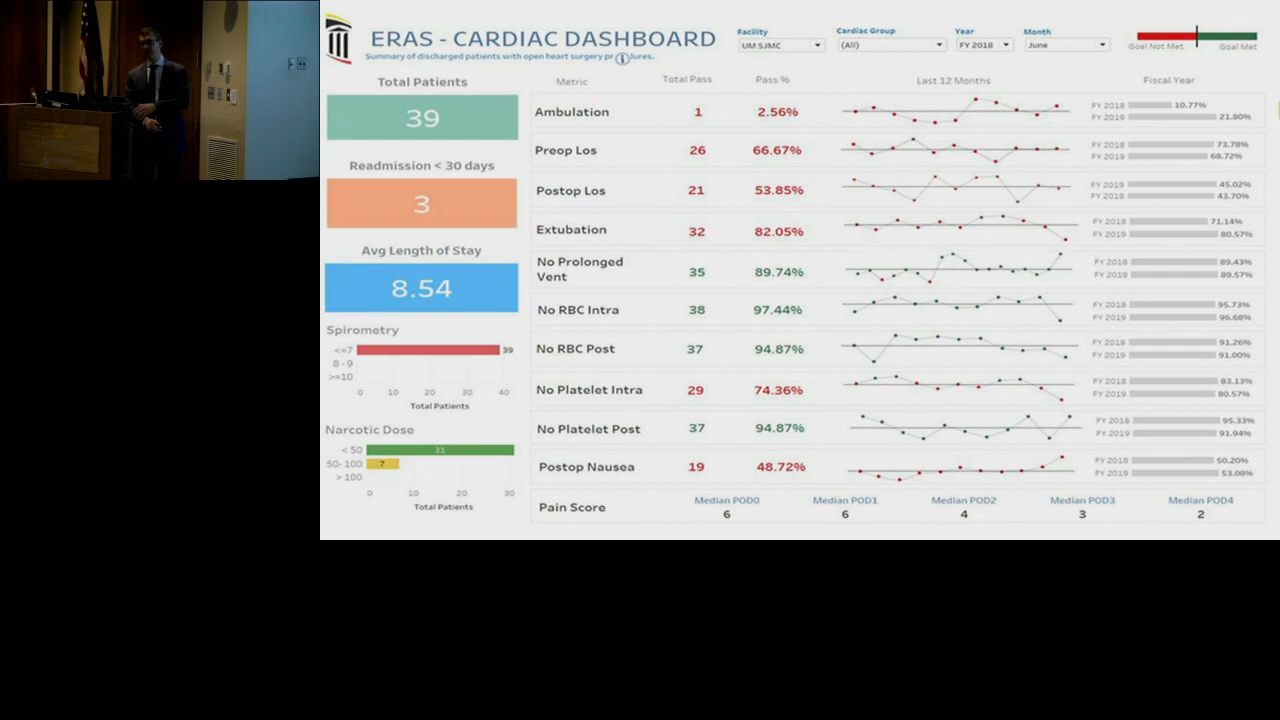 ERAS - CARDIAC DASHBOARD
Summary of discharged patients with open heart surgery pr dures.
Facility
UM SJMC
Cardiac Group
(All)
Year
FY 2018
Month
June
Goal Not Met
Goal Met
Total Patients
39
Readmission < 30 days
3
Avg Length of Stay
8.54
Spirometry
<=7 39
8-9
>=10
0 10 20 30 40
Total Patients
Narcotic Dose
< 50 31
50-100 7
>100
0 10 20 30
Total Patients
Metric Total Pass Pass % Last 12 Months Fiscal Year
Ambulation 1 2.56% FY 2018 10.77%
FY 2019 21.80%
Preop Los 26 66.67% FY 2018 73.78%
FY 2019 68.72%
Postop Los 21 53.85% FY 2019 45.02%
FY 2018 43.70%
Extubation 32 82.05% FY 2018 71.14%
FY 2019 80.57%
No Prolonged
Vent 35 89.74% FY 2018 89.43%
FY 2019 89.57%
No RBC Intra 38 97.44% FY 2018 95.73%
FY 2019 96.68%
No RBC Post 37 94.87% FY 2018 91.26%
FY 2019 91.00%
No Platelet Intra 29 74.36% FY 2018 83.13%
FY 2019 80.57%
No Platelet Post 37 94.87% FY 2018 95.33%
FY 2019 91.94%
Postop Nausea 19 48.72% FY 2018 50.20%
FY 2019 53.08%
Pain Score
Median POD0 Median POD1 Median POD2 Median POD3 Median POD4
6 6 4 3 2